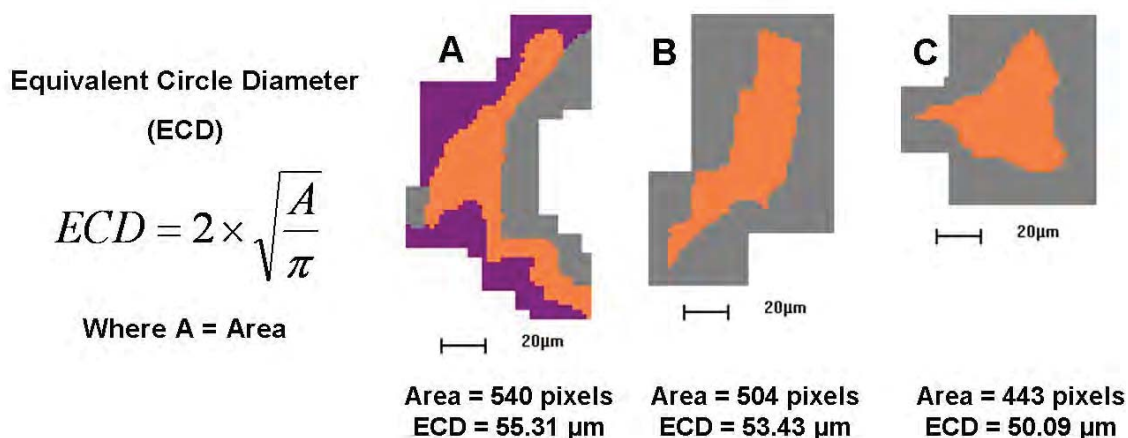 Equivalent Circle Diameter
(ECD)
ECD = 2 × √(A/π)
Where A = Area
A
20µm
Area = 540 pixels
ECD = 55.31 µm
B
20µm
Area = 504 pixels
ECD = 53.43 µm
C
20µm
Area = 443 pixels
ECD = 50.09 µm